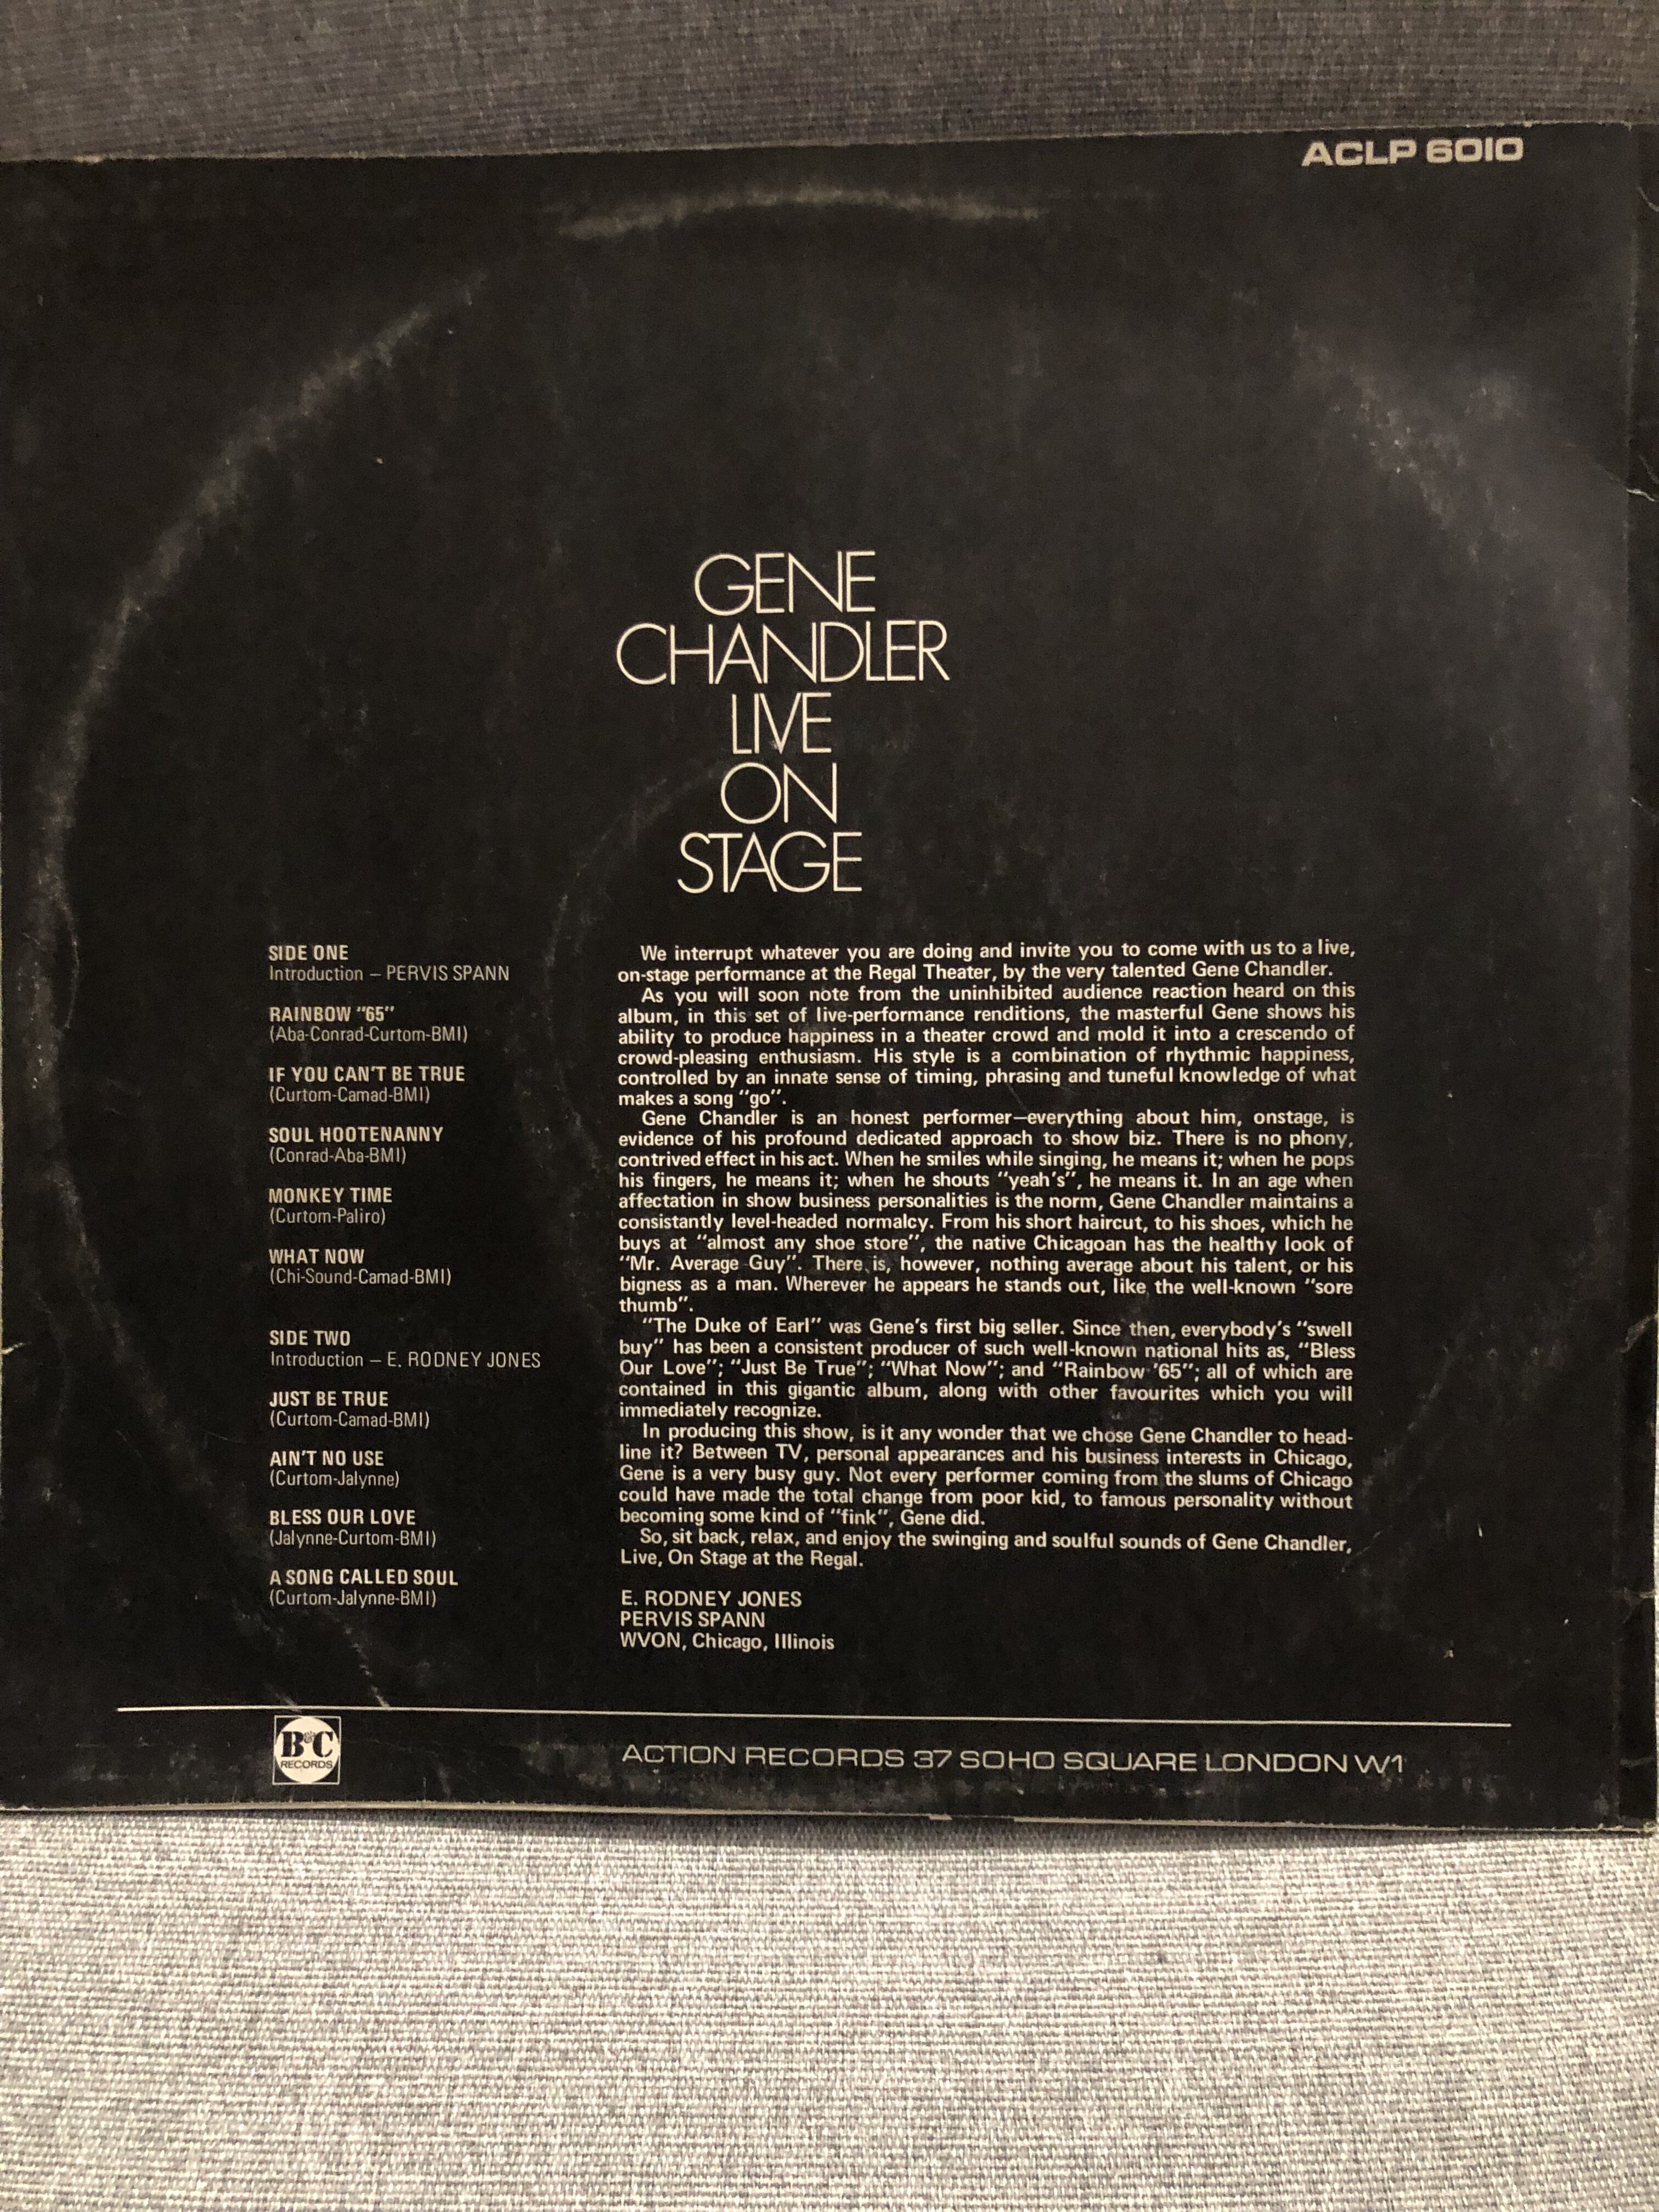 ACLP 6010
GENE
CHANDLER
LIVE
ON
STAGE
SIDE ONE
Introduction – PERVIS SPANN
RAINBOW "65"
(Aba-Conrad-Curtom-BMI)
IF YOU CAN'T BE TRUE
(Curtom-Camad-BMI)
SOUL HOOTENANNY
(Conrad-Aba-BMI)
MONKEY TIME
(Curtom-Paliro)
WHAT NOW
(Chi-Sound-Camad-BMI)
SIDE TWO
Introduction – E. RODNEY JONES
JUST BE TRUE
(Curtom-Camad-BMI)
AIN'T NO USE
(Curtom-Jalynne)
BLESS OUR LOVE
(Jalynne-Curtom-BMI)
A SONG CALLED SOUL
(Curtom-Jalynne-BMI)
We interrupt whatever you are doing and invite you to come with us to a live,
on-stage performance at the Regal Theater, by the very talented Gene Chandler.
As you will soon note from the uninhibited audience reaction heard on this
album, in this set of live-performance renditions, the masterful Gene shows his
ability to produce happiness in a theater crowd and mold it into a crescendo of
crowd-pleasing enthusiasm. His style is a combination of rhythmic happiness,
controlled by an innate sense of timing, phrasing and tuneful knowledge of what
makes a song "go".
Gene Chandler is an honest performer—everything about him, onstage, is
evidence of his profound dedicated approach to show biz. There is no phony,
contrived effect in his act. When he smiles while singing, he means it; when he pops
his fingers, he means it; when he shouts "yeah's", he means it. In an age when
affectation in show business personalities is the norm, Gene Chandler maintains a
consistantly level-headed normalcy. From his short haircut, to his shoes, which he
buys at "almost any shoe store", the native Chicagoan has the healthy look of
"Mr. Average Guy". There is, however, nothing average about his talent, or his
bigness as a man. Wherever he appears he stands out, like the well-known "sore
thumb".
"The Duke of Earl" was Gene's first big seller. Since then, everybody's "swell
buy" has been a consistent producer of such well-known national hits as, "Bless
Our Love"; "Just Be True"; "What Now"; and "Rainbow '65"; all of which are
contained in this gigantic album, along with other favourites which you will
immediately recognize.
In producing this show, is it any wonder that we chose Gene Chandler to head-
line it? Between TV, personal appearances and his business interests in Chicago,
Gene is a very busy guy. Not every performer coming from the slums of Chicago
could have made the total change from poor kid, to famous personality without
becoming some kind of "fink", Gene did.
So, sit back, relax, and enjoy the swinging and soulful sounds of Gene Chandler,
Live, On Stage at the Regal.
E. RODNEY JONES
PERVIS SPANN
WVON, Chicago, Illinois
B&C
RECORDS
ACTION RECORDS 37 SOHO SQUARE LONDON W1